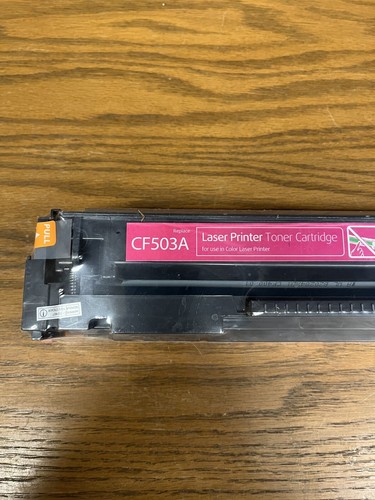 PULL
Replace
CF503A
Laser Printer Toner Cartridge
for use in Color Laser Printer